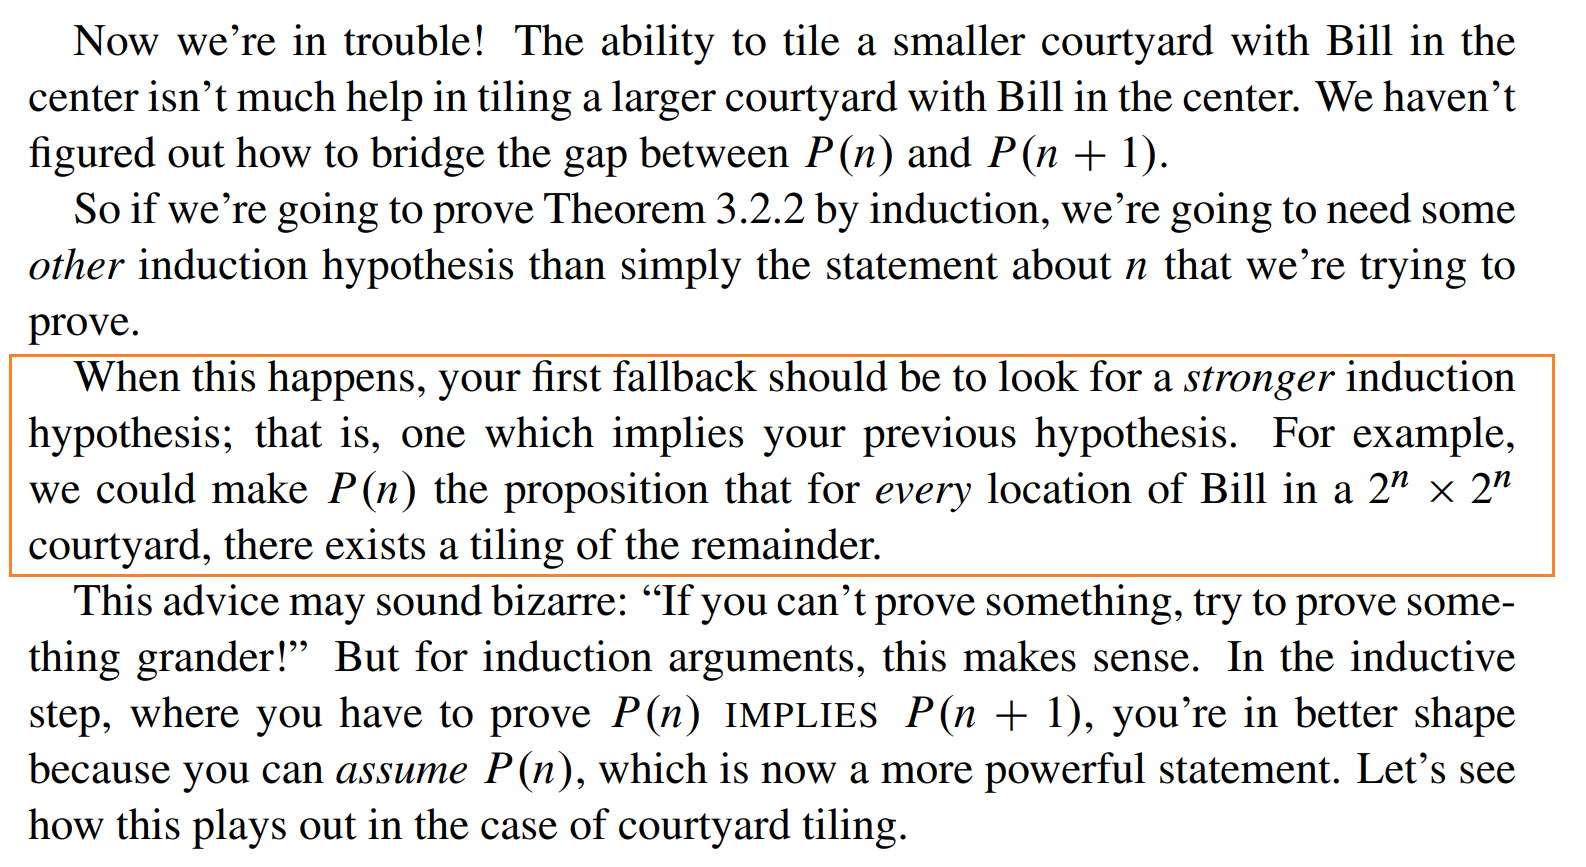 Now we’re in trouble! The ability to tile a smaller courtyard with Bill in the
center isn’t much help in tiling a larger courtyard with Bill in the center. We haven’t
figured out how to bridge the gap between P(n) and P(n + 1).
So if we’re going to prove Theorem 3.2.2 by induction, we’re going to need some
other induction hypothesis than simply the statement about n that we’re trying to
prove.
When this happens, your first fallback should be to look for a stronger induction
hypothesis; that is, one which implies your previous hypothesis. For example,
we could make P(n) the proposition that for every location of Bill in a 2ⁿ × 2ⁿ
courtyard, there exists a tiling of the remainder.
This advice may sound bizarre: “If you can’t prove something, try to prove some-
thing grander!” But for induction arguments, this makes sense. In the inductive
step, where you have to prove P(n) IMPLIES P(n + 1), you’re in better shape
because you can assume P(n), which is now a more powerful statement. Let’s see
how this plays out in the case of courtyard tiling.